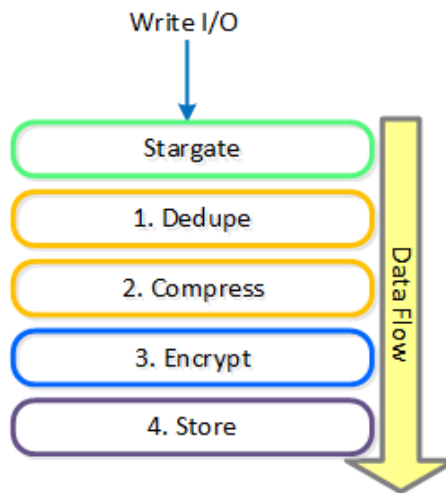 Write I/O
Stargate
1. Dedupe
2. Compress
3. Encrypt
4. Store
Data Flow